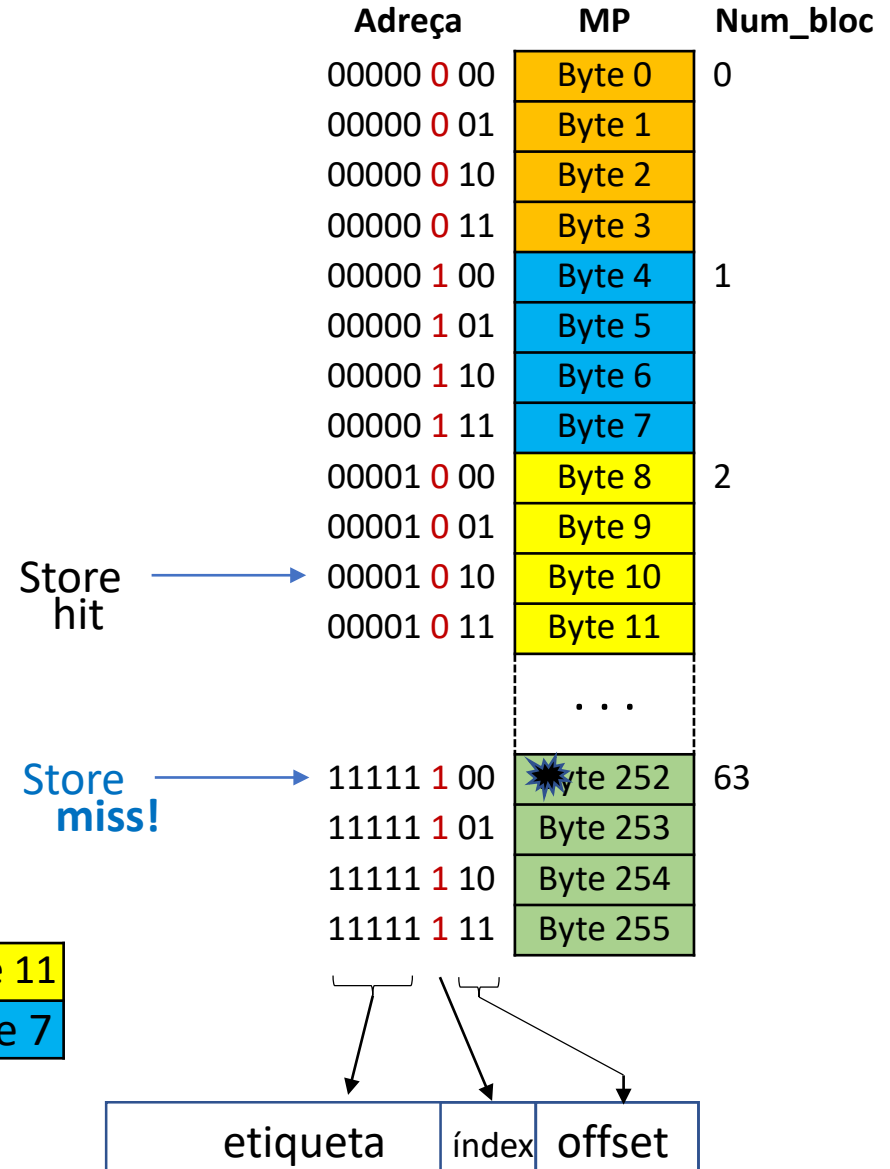 Adreça MP Num_bloc
00000 0 00 Byte 0 0
00000 0 01 Byte 1
00000 0 10 Byte 2
00000 0 11 Byte 3
00000 1 00 Byte 4 1
00000 1 01 Byte 5
00000 1 10 Byte 6
00000 1 11 Byte 7
00001 0 00 Byte 8 2
00001 0 01 Byte 9
Store
hit
00001 0 10 Byte 10
00001 0 11 Byte 11
. . .
Store
miss!
11111 1 00 yte 252 63
11111 1 01 Byte 253
11111 1 10 Byte 254
11111 1 11 Byte 255
e 11
e 7
etiqueta índex offset